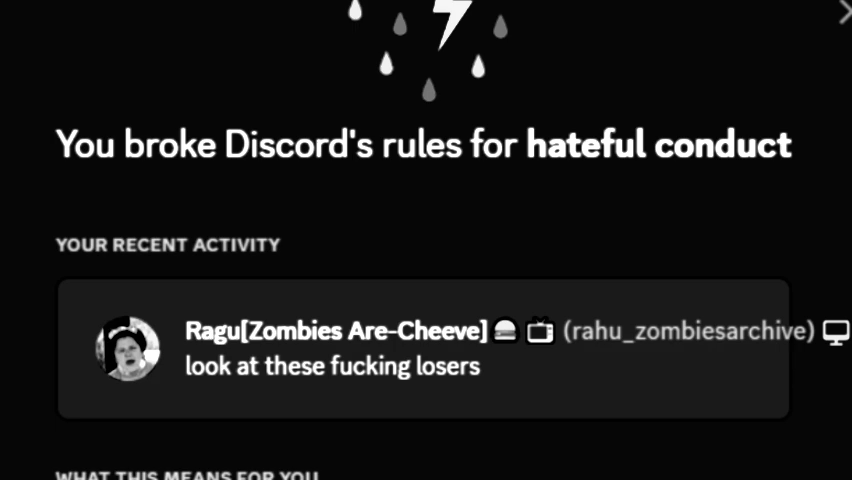 You broke Discord's rules for hateful conduct
YOUR RECENT ACTIVITY
Ragu[Zombies Are-Cheeve] 🍔 📺 (rahu_zombiesarchive) 🖥
look at these fucking losers
WHAT THIS MEANS FOR YOU